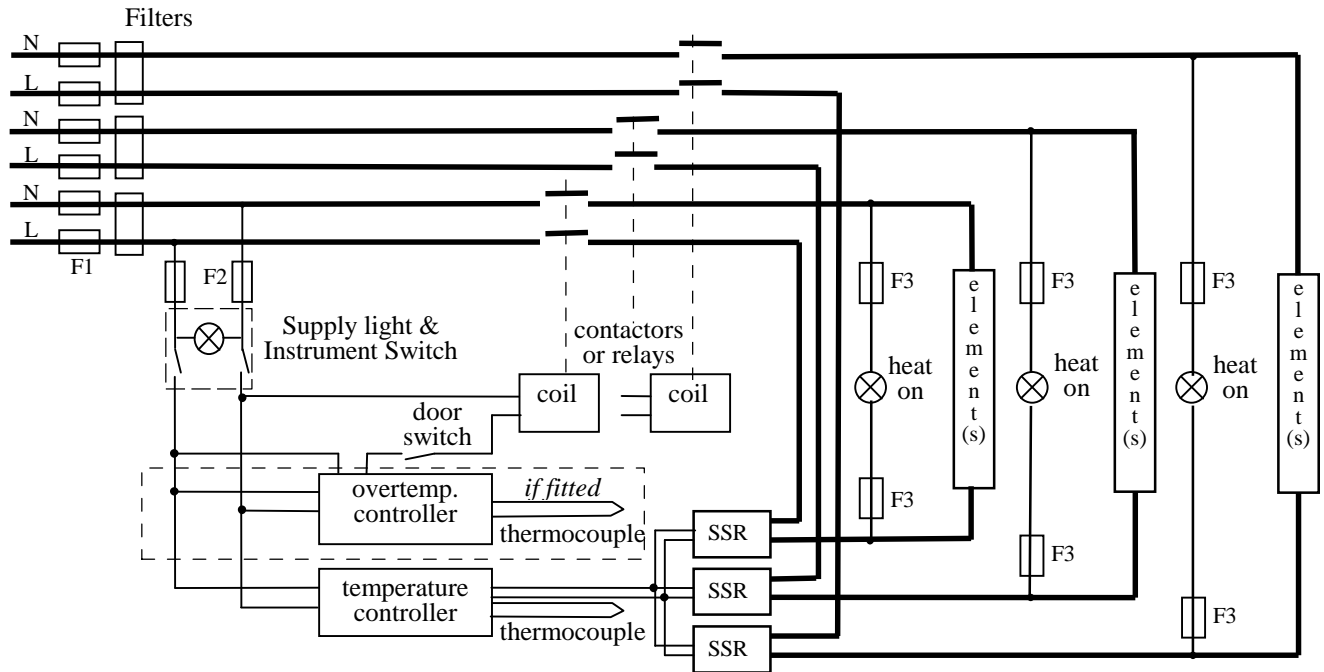 Filters
N
L
N
L
N
L
F1
F2
Supply light &
Instrument Switch
contactors
or relays
coil
coil
door
switch
overtemp.
controller
if fitted
thermocouple
temperature
controller
thermocouple
SSR
SSR
SSR
F3
F3
F3
heat
on
heat
on
heat
on
element(s)
element(s)
element(s)
F3
F3
F3